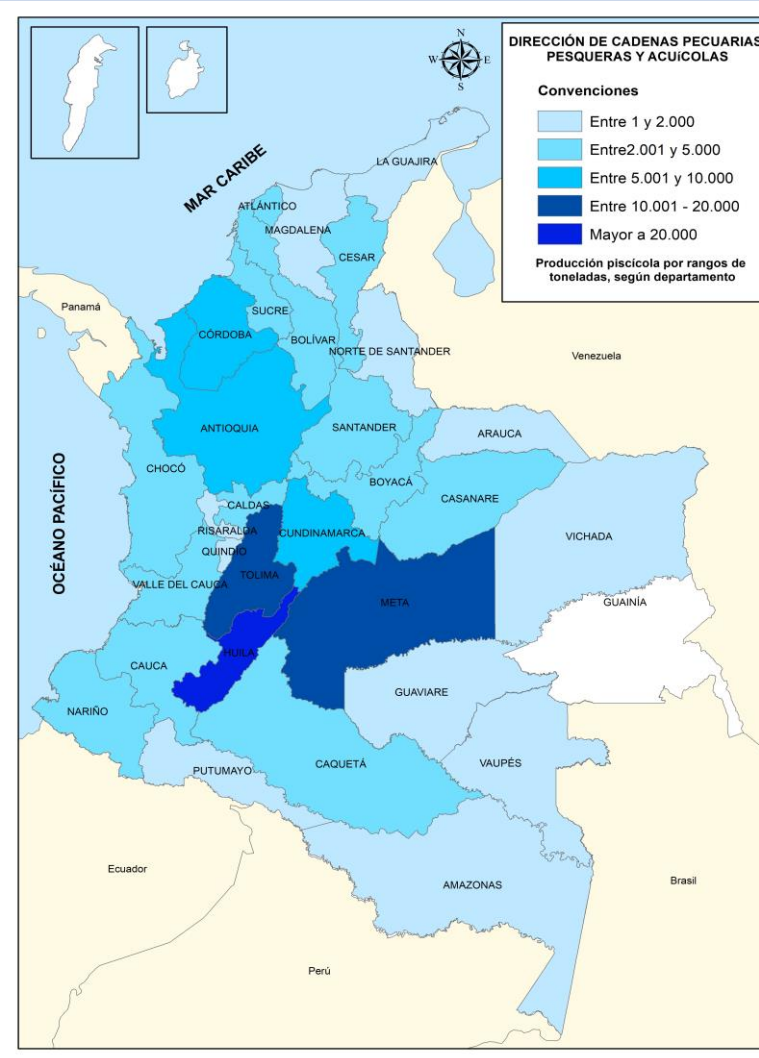 N
W E
S
DIRECCIÓN DE CADENAS PECUARIAS
PESQUERAS Y ACUíCOLAS
Convenciones
Entre 1 y 2.000
Entre2.001 y 5.000
Entre 5.001 y 10.000
Entre 10.001 - 20.000
Mayor a 20.000
Producción piscícola por rangos de
toneladas, según departamento
MAR CARIBE
LA GUAJIRA
ATLÁNTICO
MAGDALENA
CESAR
Panamá
SUCRE
CÓRDOBA
BOLÍVAR
NORTE DE SANTANDER
Venezuela
ANTIOQUIA
SANTANDER
ARAUCA
OCÉANO PACÍFICO
CHOCÓ
BOYACÁ
CASANARE
CALDAS
RISARALDA
CUNDINAMARCA
VICHADA
QUINDÍO
TOLIMA
VALLE DEL CAUCA
META
GUAINÍA
HUILA
CAUCA
GUAVIARE
NARIÑO
CAQUETÁ
VAUPÉS
PUTUMAYO
Ecuador
AMAZONAS
Brasil
Perú